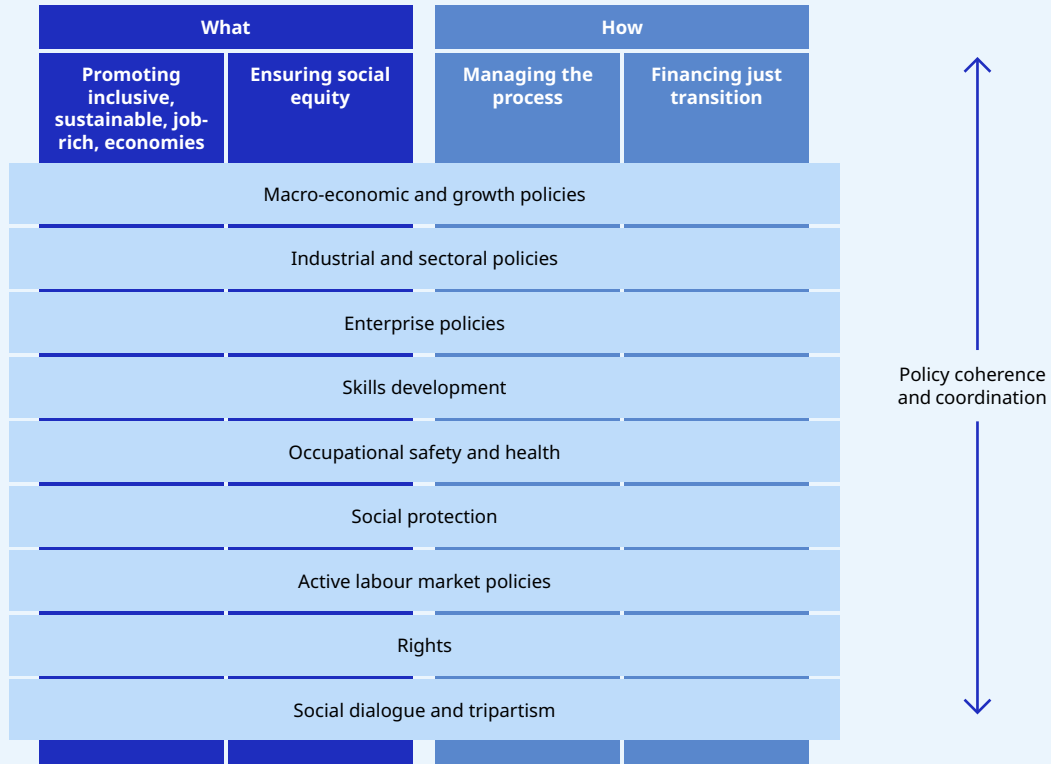 What
How
Promoting
inclusive,
sustainable, job-
rich, economies
Ensuring social
equity
Managing the
process
Financing just
transition
Macro-economic and growth policies
Industrial and sectoral policies
Enterprise policies
Skills development
Occupational safety and health
Social protection
Active labour market policies
Rights
Social dialogue and tripartism
Policy coherence
and coordination